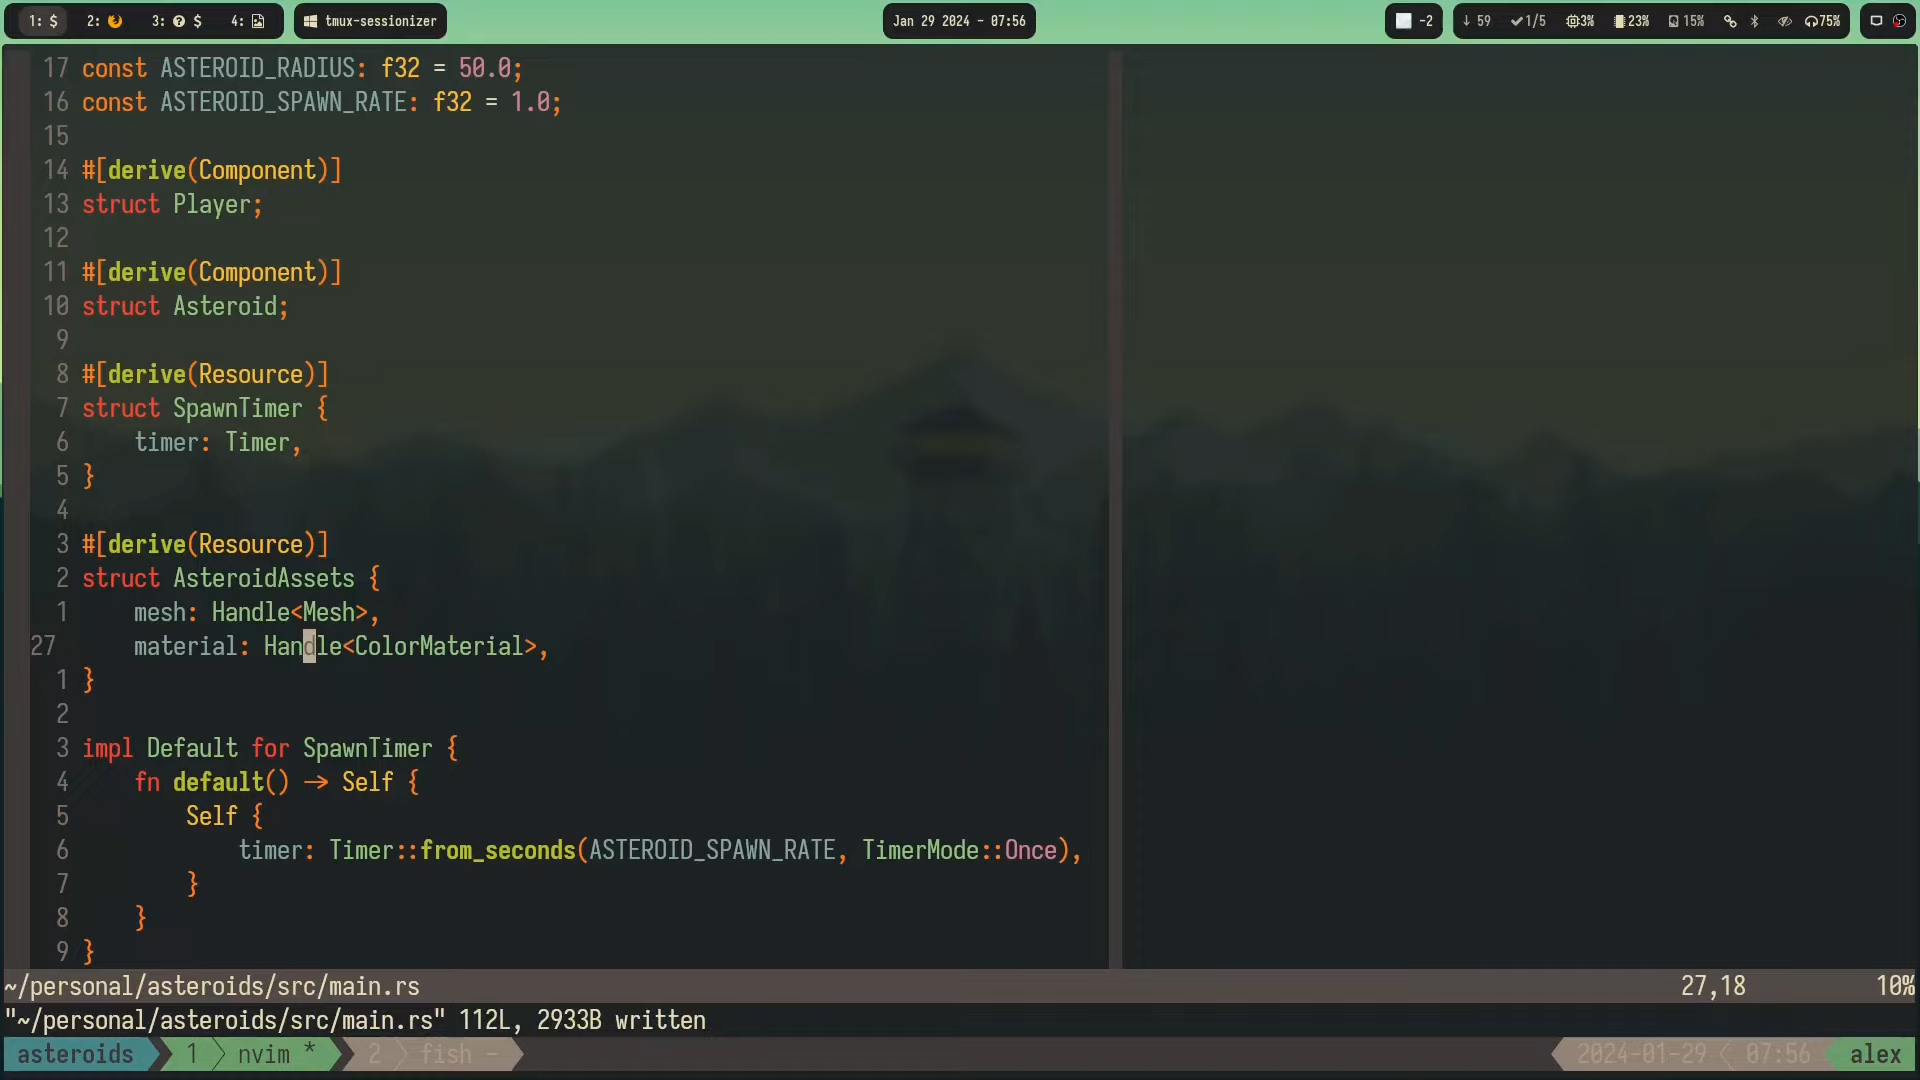 1: $ 2: 3: $ 4: tmux-sessionizer Jan 29 2024 - 07:56 -2 59 1/5 3% 23% 15% 75%
17 const ASTEROID_RADIUS: f32 = 50.0;
16 const ASTEROID_SPAWN_RATE: f32 = 1.0;
15
14 #[derive(Component)]
13 struct Player;
12
11 #[derive(Component)]
10 struct Asteroid;
9
8 #[derive(Resource)]
7 struct SpawnTimer {
6 timer: Timer,
5 }
4
3 #[derive(Resource)]
2 struct AsteroidAssets {
1 mesh: Handle<Mesh>,
27 material: Handle<ColorMaterial>,
1 }
2
3 impl Default for SpawnTimer {
4 fn default() -> Self {
5 Self {
6 timer: Timer::from_seconds(ASTEROID_SPAWN_RATE, TimerMode::Once),
7 }
8 }
9 }
~/personal/asteroids/src/main.rs 27,18 10%
"~/personal/asteroids/src/main.rs" 112L, 2933B written
asteroids 1 nvim * 2 fish - 2024-01-29 07:56 alex